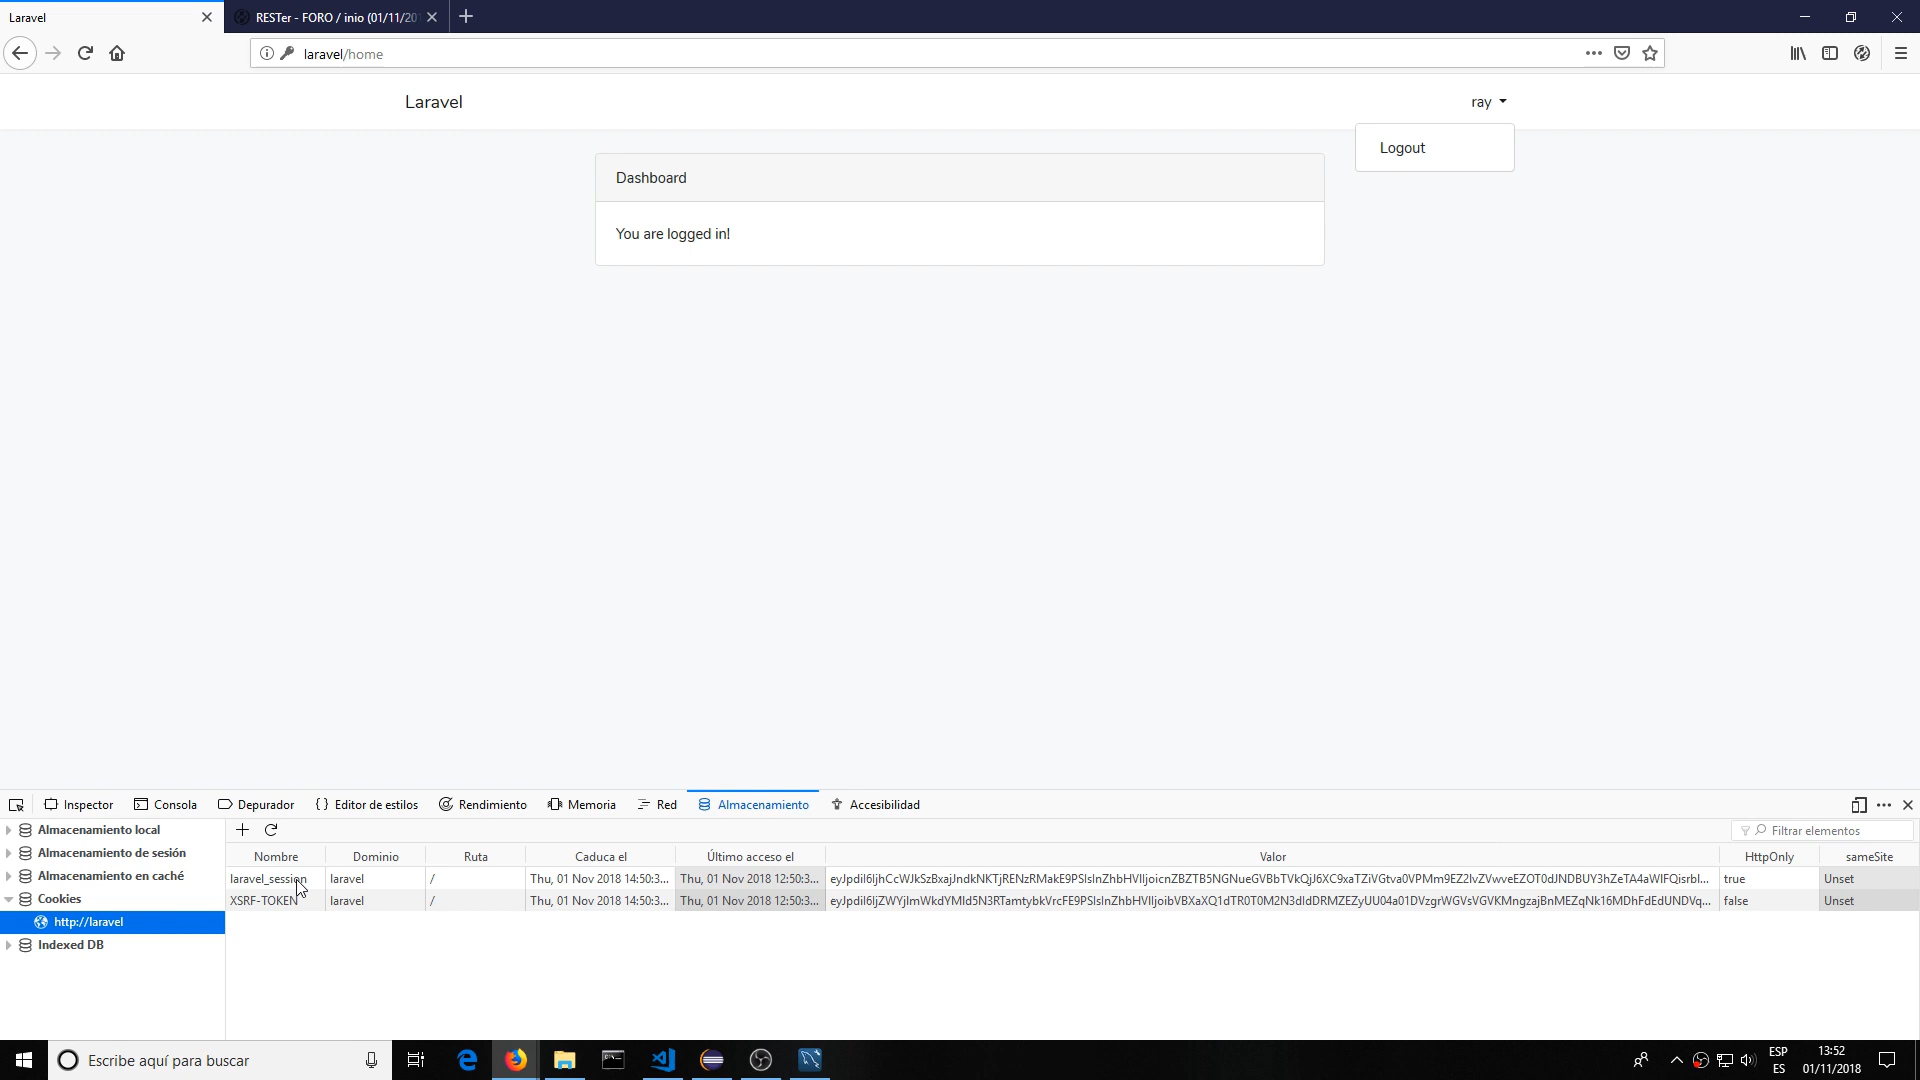 Laravel
RESTer - FORO / inio (01/11/20
laravel/home
Laravel
ray
Logout
Dashboard
You are logged in!
Inspector
Consola
Depurador
Editor de estilos
Rendimiento
Memoria
Red
Almacenamiento
Accesibilidad
Almacenamiento local
Almacenamiento de sesión
Almacenamiento en caché
Cookies
http://laravel
Indexed DB
Filtrar elementos
Nombre Dominio Ruta Caduca el Último acceso el Valor HttpOnly sameSite
laravel_session laravel / Thu, 01 Nov 2018 14:50:3... Thu, 01 Nov 2018 12:50:3... true Unset
XSRF-TOKEN laravel / Thu, 01 Nov 2018 14:50:3... Thu, 01 Nov 2018 12:50:3... false Unset
Escribe aquí para buscar
ESP
ES
13:52
01/11/2018